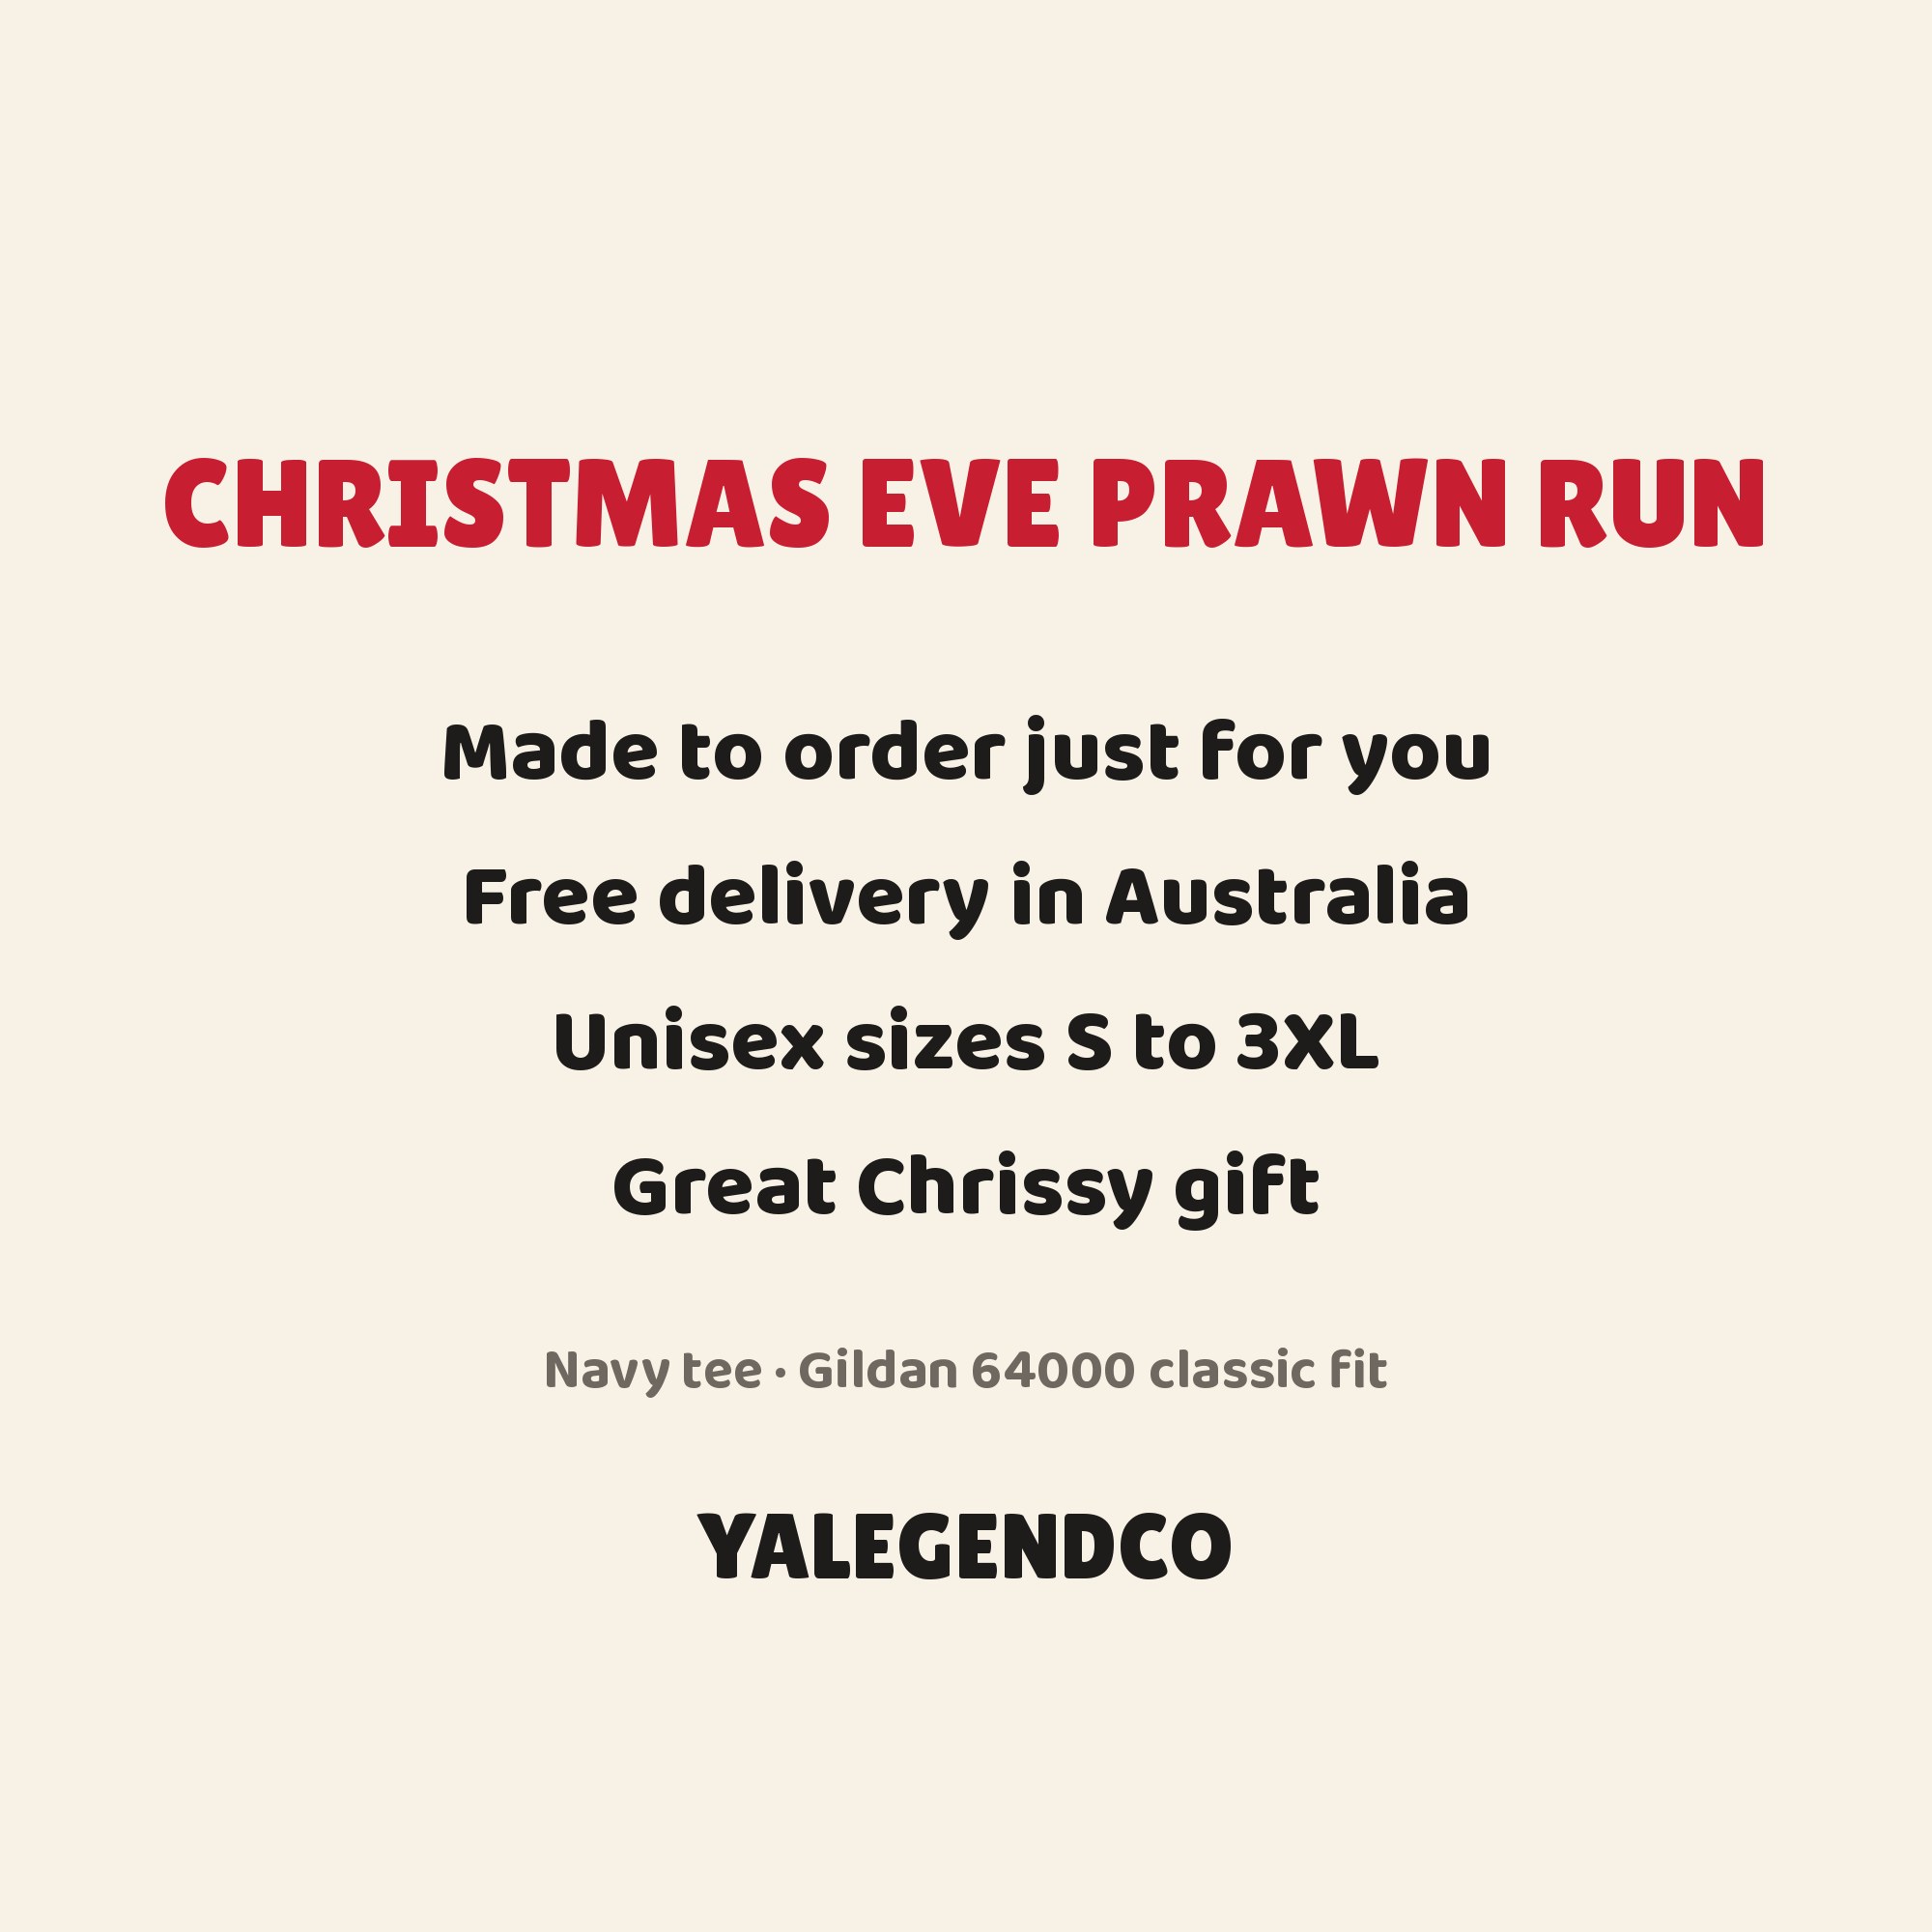 CHRISTMAS EVE PRAWN RUN
Made to order just for you
Free delivery in Australia
Unisex sizes S to 3XL
Great Chrissy gift
Navy tee · Gildan 64000 classic fit
YALEGENDCO